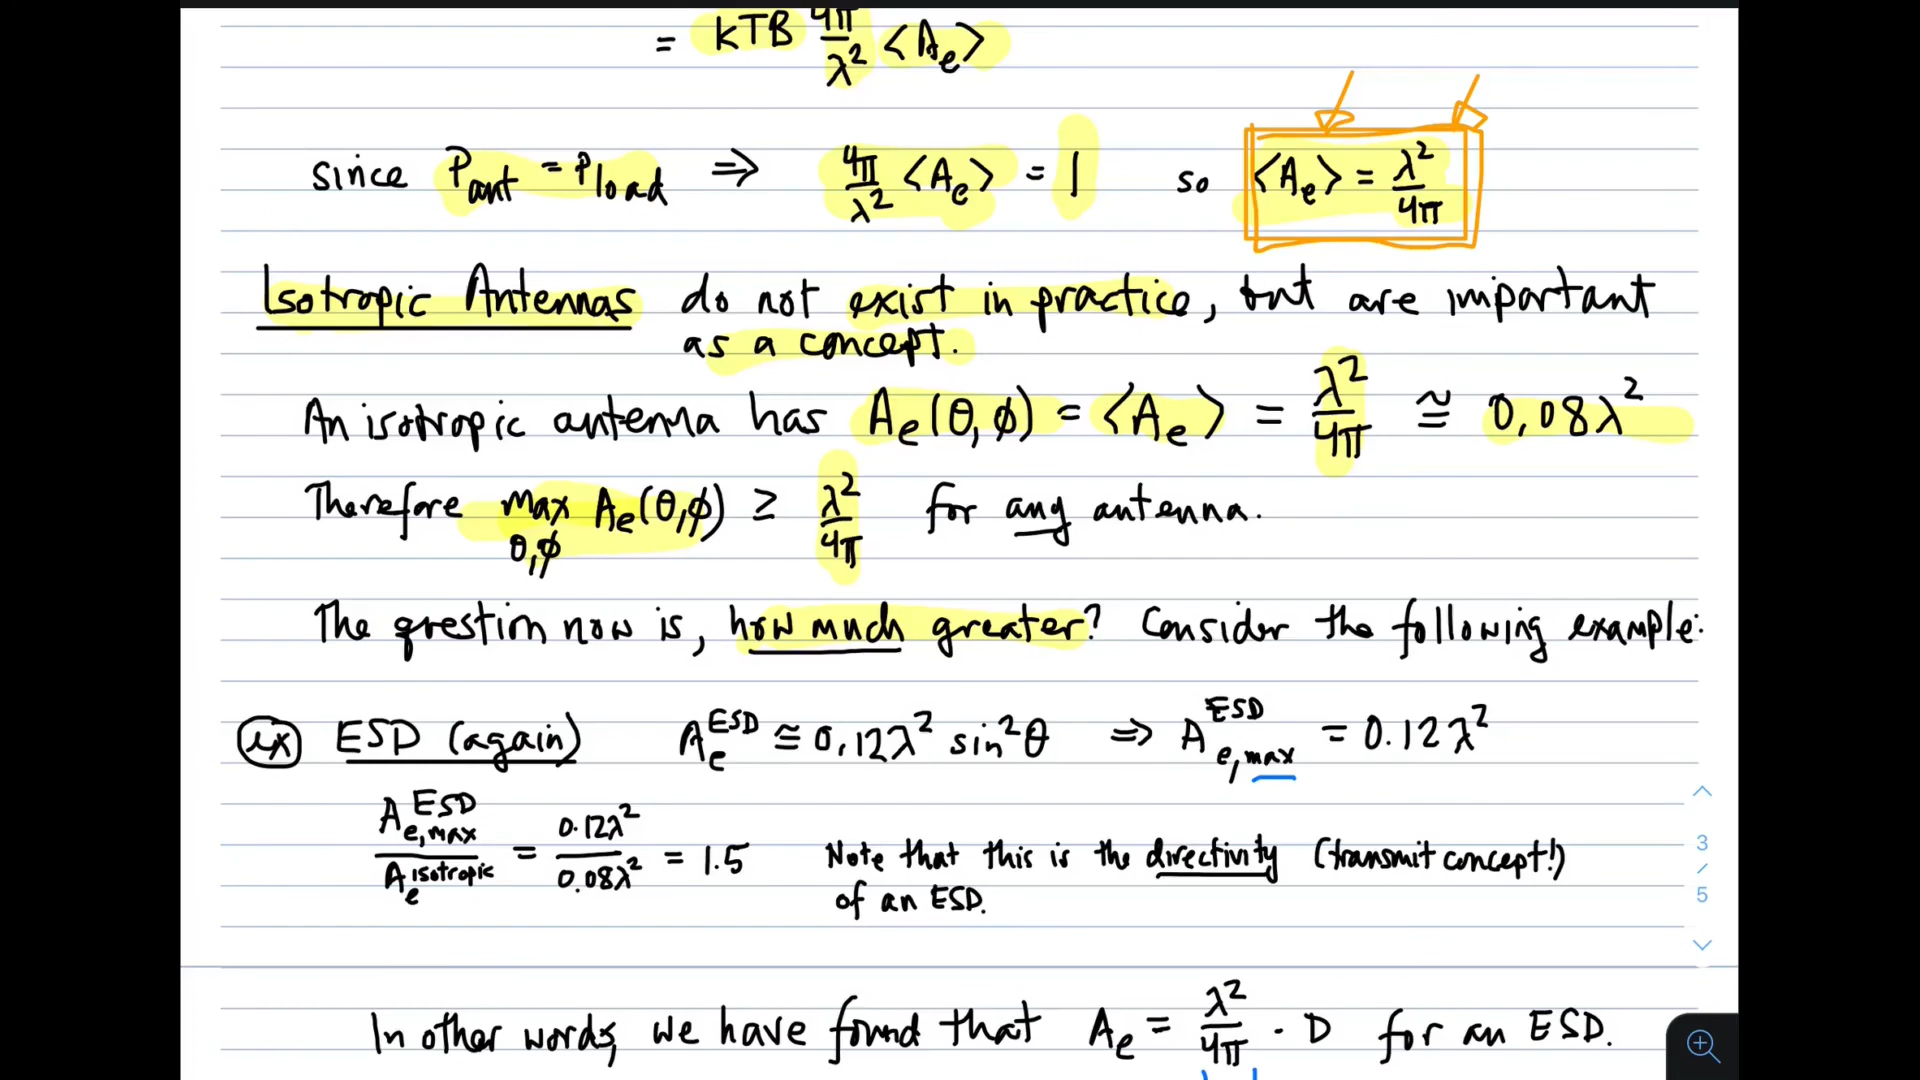 = kTB 4π/λ² <Ae>
since Pant = Pload ⇒ 4π/λ² <Ae> = 1 so <Ae> = λ²/4π
Isotropic Antennas do not exist in practice, but are important
as a concept.
An isotropic antenna has Ae(θ,φ) = <Ae> = λ²/4π ≅ 0,08λ²
Therefore max θ,φ Ae(θ,φ) ≥ λ²/4π for any antenna.
The question now is, how much greater? Consider the following example:
ex ESD (again) Ae^ESD ≅ 0,12λ² sin²θ ⇒ A e,max ^ESD = 0.12λ²
A e,max ^ESD / Ae^isotropic = 0.12λ²/0.08λ² = 1.5 Note that this is the directivity (transmit concept!)
of an ESD.
3
/
5
In other words, we have found that Ae = λ²/4π · D for an ESD.